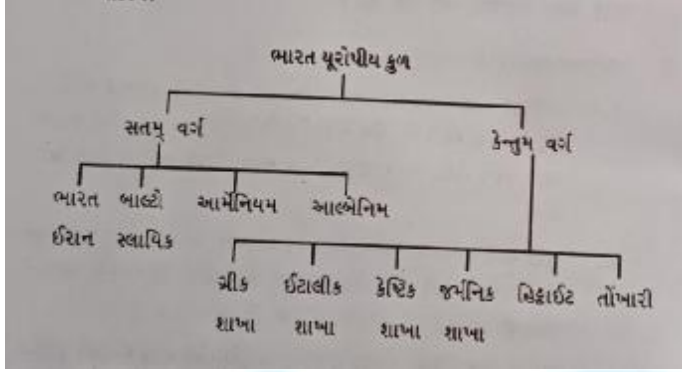 ભારત યૂરોપીય કુળ
સતમ્ વર્ગ
કેન્તુમ વર્ગ
ભારત બાલ્ટો આર્મેનિયમ આલ્બેનિમ
ઈરાન સ્લાવિક
ગ્રીક ઈટાલીક કેલ્ટિક જર્મનિક હિટ્ટાઈટ તોંખારી
શાખા શાખા શાખા શાખા